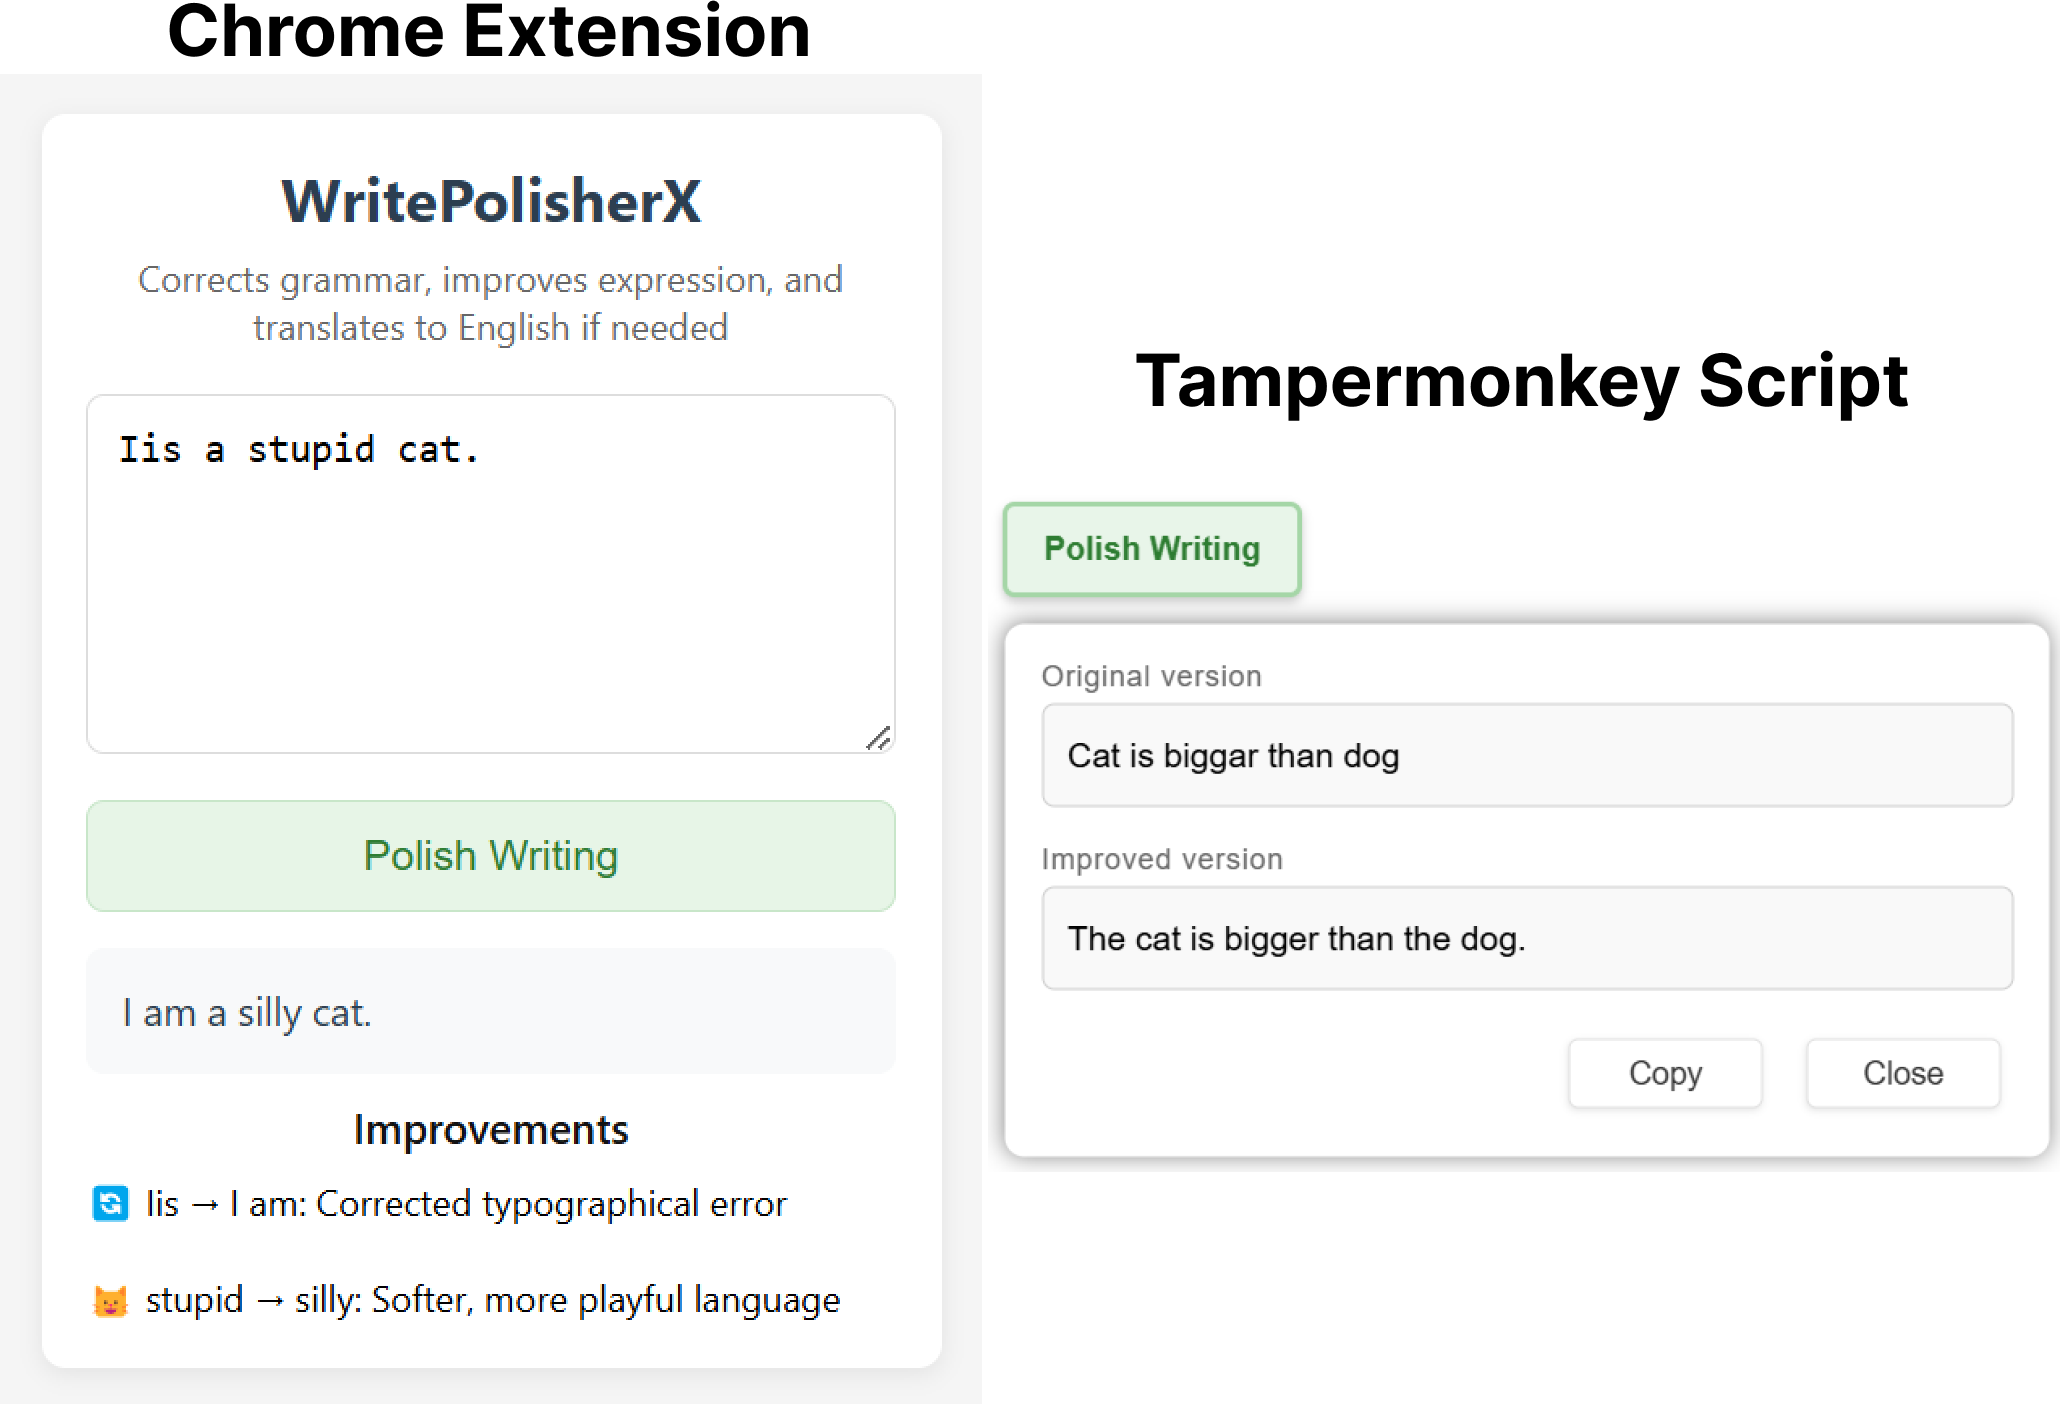 Chrome Extension
WritePolisherX
Corrects grammar, improves expression, and
translates to English if needed
Iis a stupid cat.
Polish Writing
I am a silly cat.
Improvements
Iis → I am: Corrected typographical error
stupid → silly: Softer, more playful language
Tampermonkey Script
Polish Writing
Original version
Cat is biggar than dog
Improved version
The cat is bigger than the dog.
Copy
Close